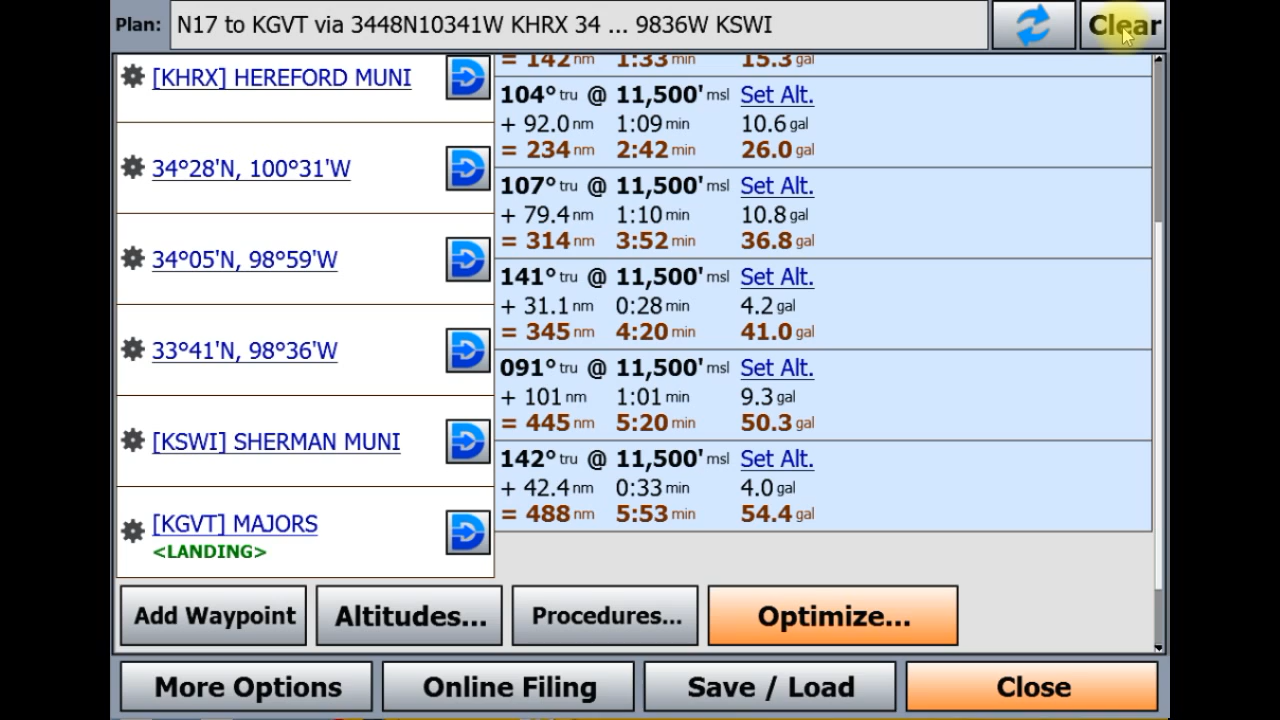 Plan: N17 to KGVT via 3448N10341W KHRX 34 ... 9836W KSWI Clear
[KHRX] HEREFORD MUNI
= 142 nm 1:33 min 15.3 gal
104° tru @ 11,500' msl Set Alt.
+ 92.0 nm 1:09 min 10.6 gal
= 234 nm 2:42 min 26.0 gal
34°28'N, 100°31'W
107° tru @ 11,500' msl Set Alt.
+ 79.4 nm 1:10 min 10.8 gal
= 314 nm 3:52 min 36.8 gal
34°05'N, 98°59'W
141° tru @ 11,500' msl Set Alt.
+ 31.1 nm 0:28 min 4.2 gal
= 345 nm 4:20 min 41.0 gal
33°41'N, 98°36'W
091° tru @ 11,500' msl Set Alt.
+ 101 nm 1:01 min 9.3 gal
= 445 nm 5:20 min 50.3 gal
[KSWI] SHERMAN MUNI
142° tru @ 11,500' msl Set Alt.
+ 42.4 nm 0:33 min 4.0 gal
= 488 nm 5:53 min 54.4 gal
[KGVT] MAJORS
<LANDING>
Add Waypoint Altitudes... Procedures... Optimize...
More Options Online Filing Save / Load Close